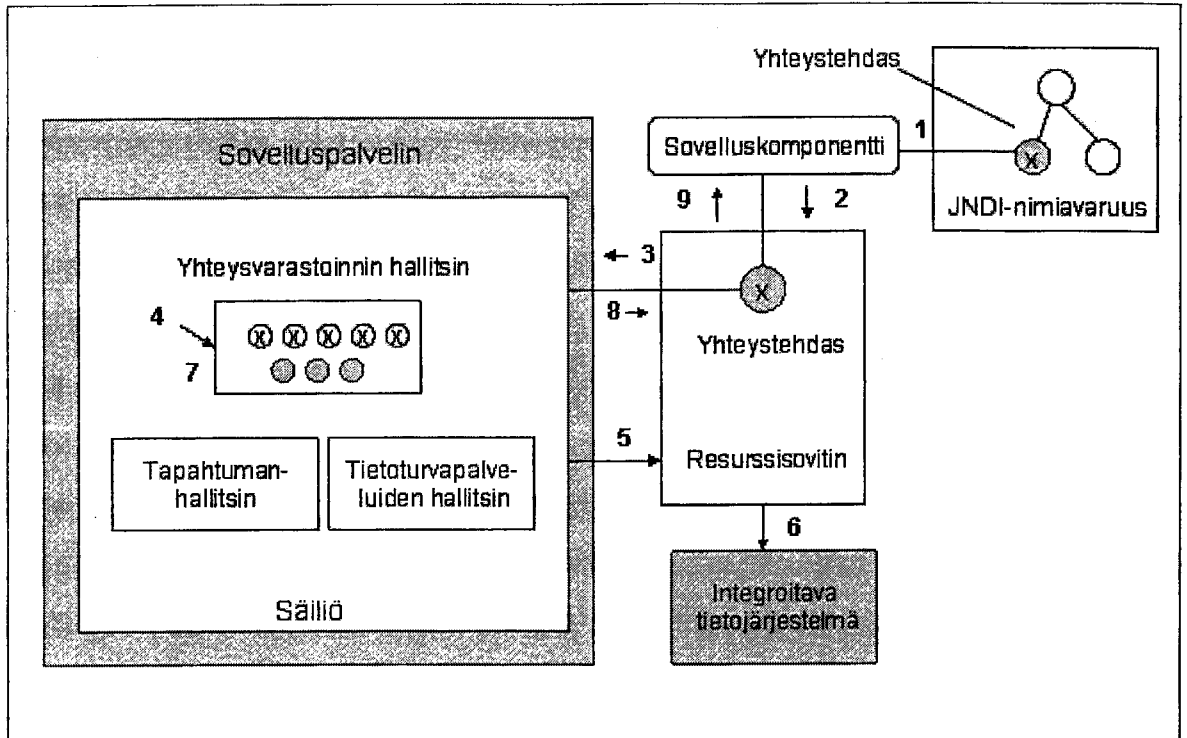 Yhteystehdas
1
Sovelluspalvelin
Sovelluskomponentti
X
JNDI-nimiavaruus
9
2
3
Yhteysvarastoinnin hallitsin
X
8
4
X X X X X
Yhteystehdas
7
5
Resurssisovitin
Tapahtuman-
hallitsin
Tietoturvapalve-
luiden hallitsin
6
Integroitava
tietojärjestelmä
Säiliö